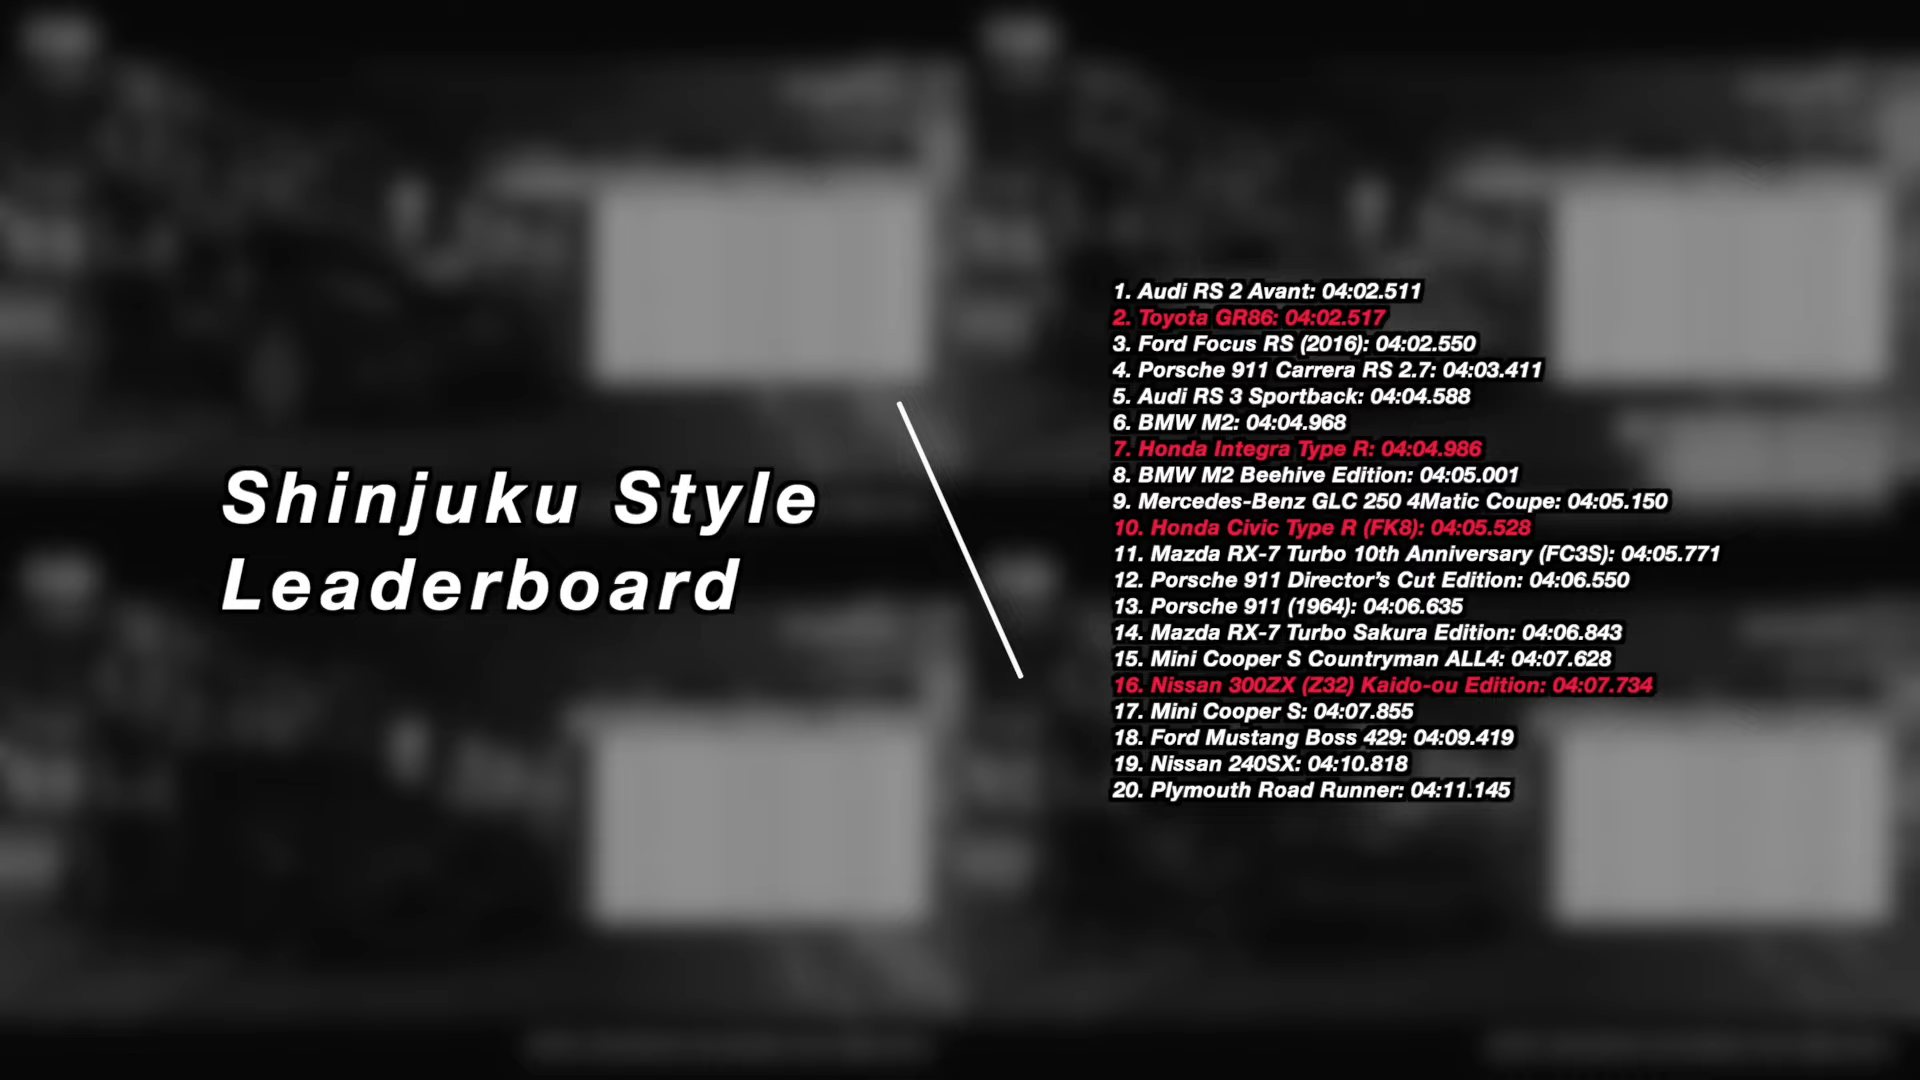 Shinjuku Style
Leaderboard
1. Audi RS 2 Avant: 04:02.511
2. Toyota GR86: 04:02.517
3. Ford Focus RS (2016): 04:02.550
4. Porsche 911 Carrera RS 2.7: 04:03.411
5. Audi RS 3 Sportback: 04:04.588
6. BMW M2: 04:04.968
7. Honda Integra Type R: 04:04.986
8. BMW M2 Beehive Edition: 04:05.001
9. Mercedes-Benz GLC 250 4Matic Coupe: 04:05.150
10. Honda Civic Type R (FK8): 04:05.528
11. Mazda RX-7 Turbo 10th Anniversary (FC3S): 04:05.771
12. Porsche 911 Director’s Cut Edition: 04:06.550
13. Porsche 911 (1964): 04:06.635
14. Mazda RX-7 Turbo Sakura Edition: 04:06.843
15. Mini Cooper S Countryman ALL4: 04:07.628
16. Nissan 300ZX (Z32) Kaido-ou Edition: 04:07.734
17. Mini Cooper S: 04:07.855
18. Ford Mustang Boss 429: 04:09.419
19. Nissan 240SX: 04:10.818
20. Plymouth Road Runner: 04:11.145